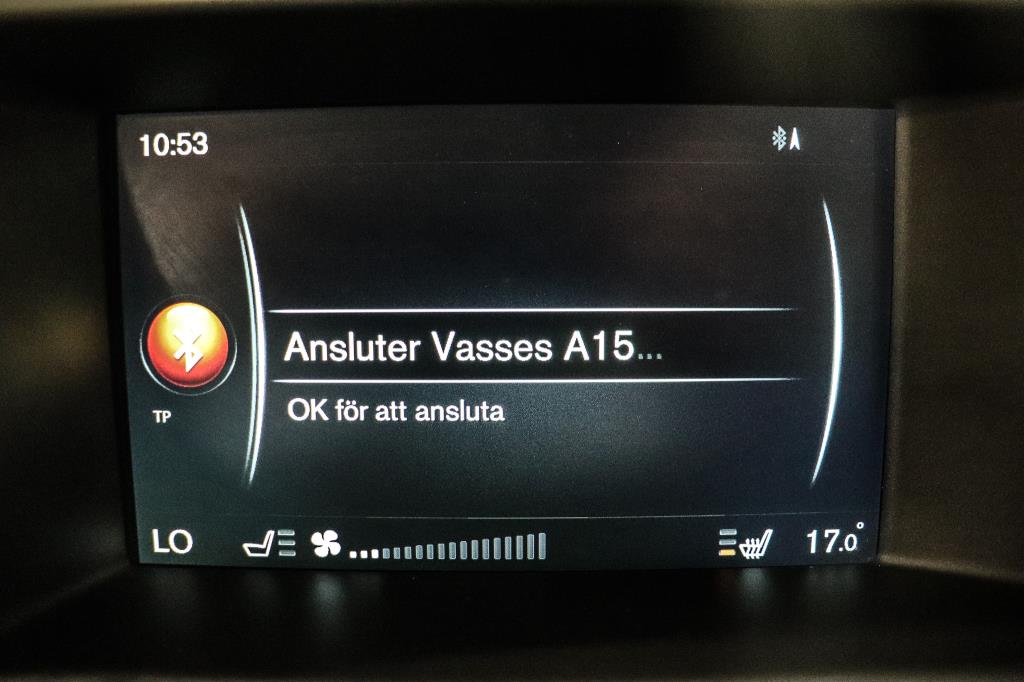 10:53
Ansluter Vasses A15...
TP
OK för att ansluta
LO
17.0°